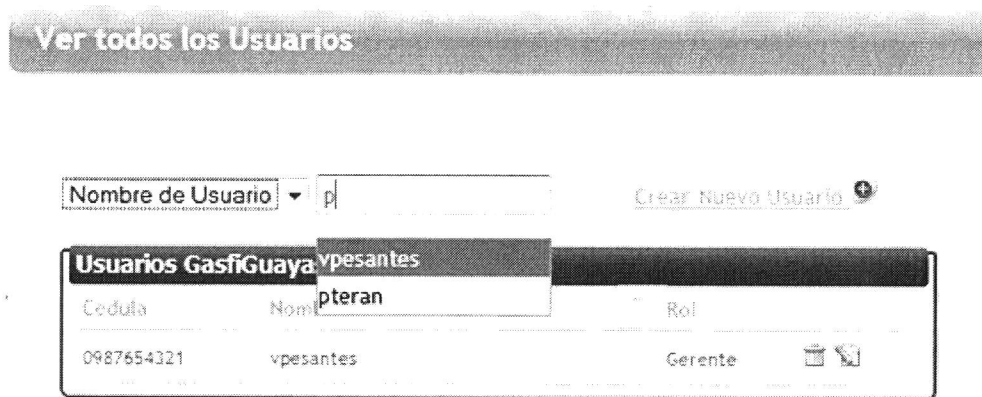 Ver todos los Usuarios
Nombre de Usuario p Crear Nuevo Usuario
Usuarios GasfiGuaya
vpesantes
pteran
Cedula Nom Rol
0987654321 vpesantes Gerente